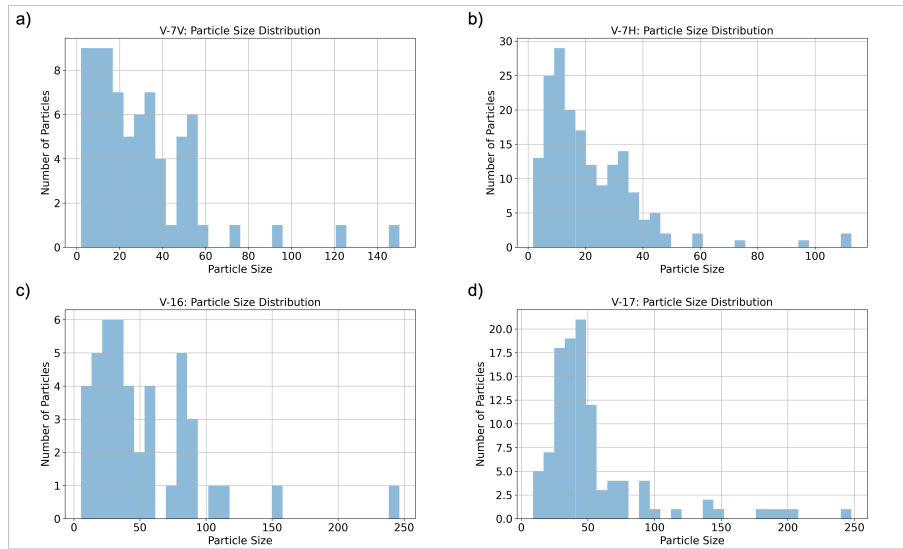 a)
V-7V: Particle Size Distribution
Number of Particles
8
6
4
2
0
0 20 40 60 80 100 120 140
Particle Size
b)
V-7H: Particle Size Distribution
Number of Particles
30
25
20
15
10
5
0
0 20 40 60 80 100
Particle Size
c)
V-16: Particle Size Distribution
Number of Particles
6
5
4
3
2
1
0
0 50 100 150 200 250
Particle Size
d)
V-17: Particle Size Distribution
Number of Particles
20.0
17.5
15.0
12.5
10.0
7.5
5.0
2.5
0.0
0 50 100 150 200 250
Particle Size